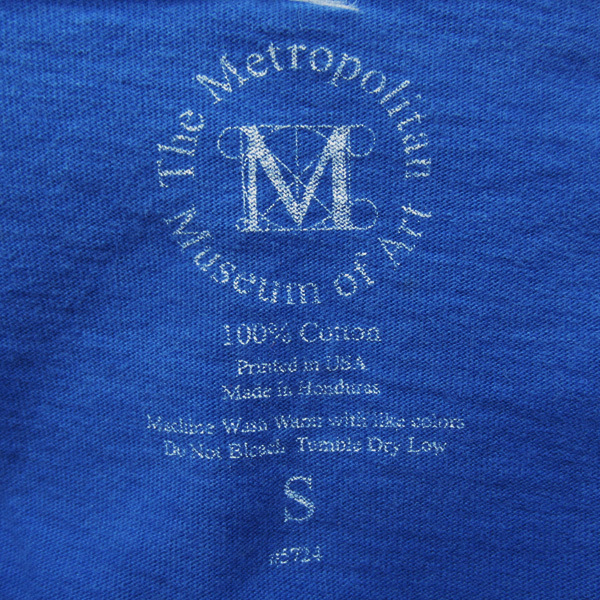 The Metropolitan
Museum of Art
M
100% Cotton
Printed in USA
Made in Honduras
Machine Wash Warm with like colors
Do Not Bleach Tumble Dry Low
S
#5724